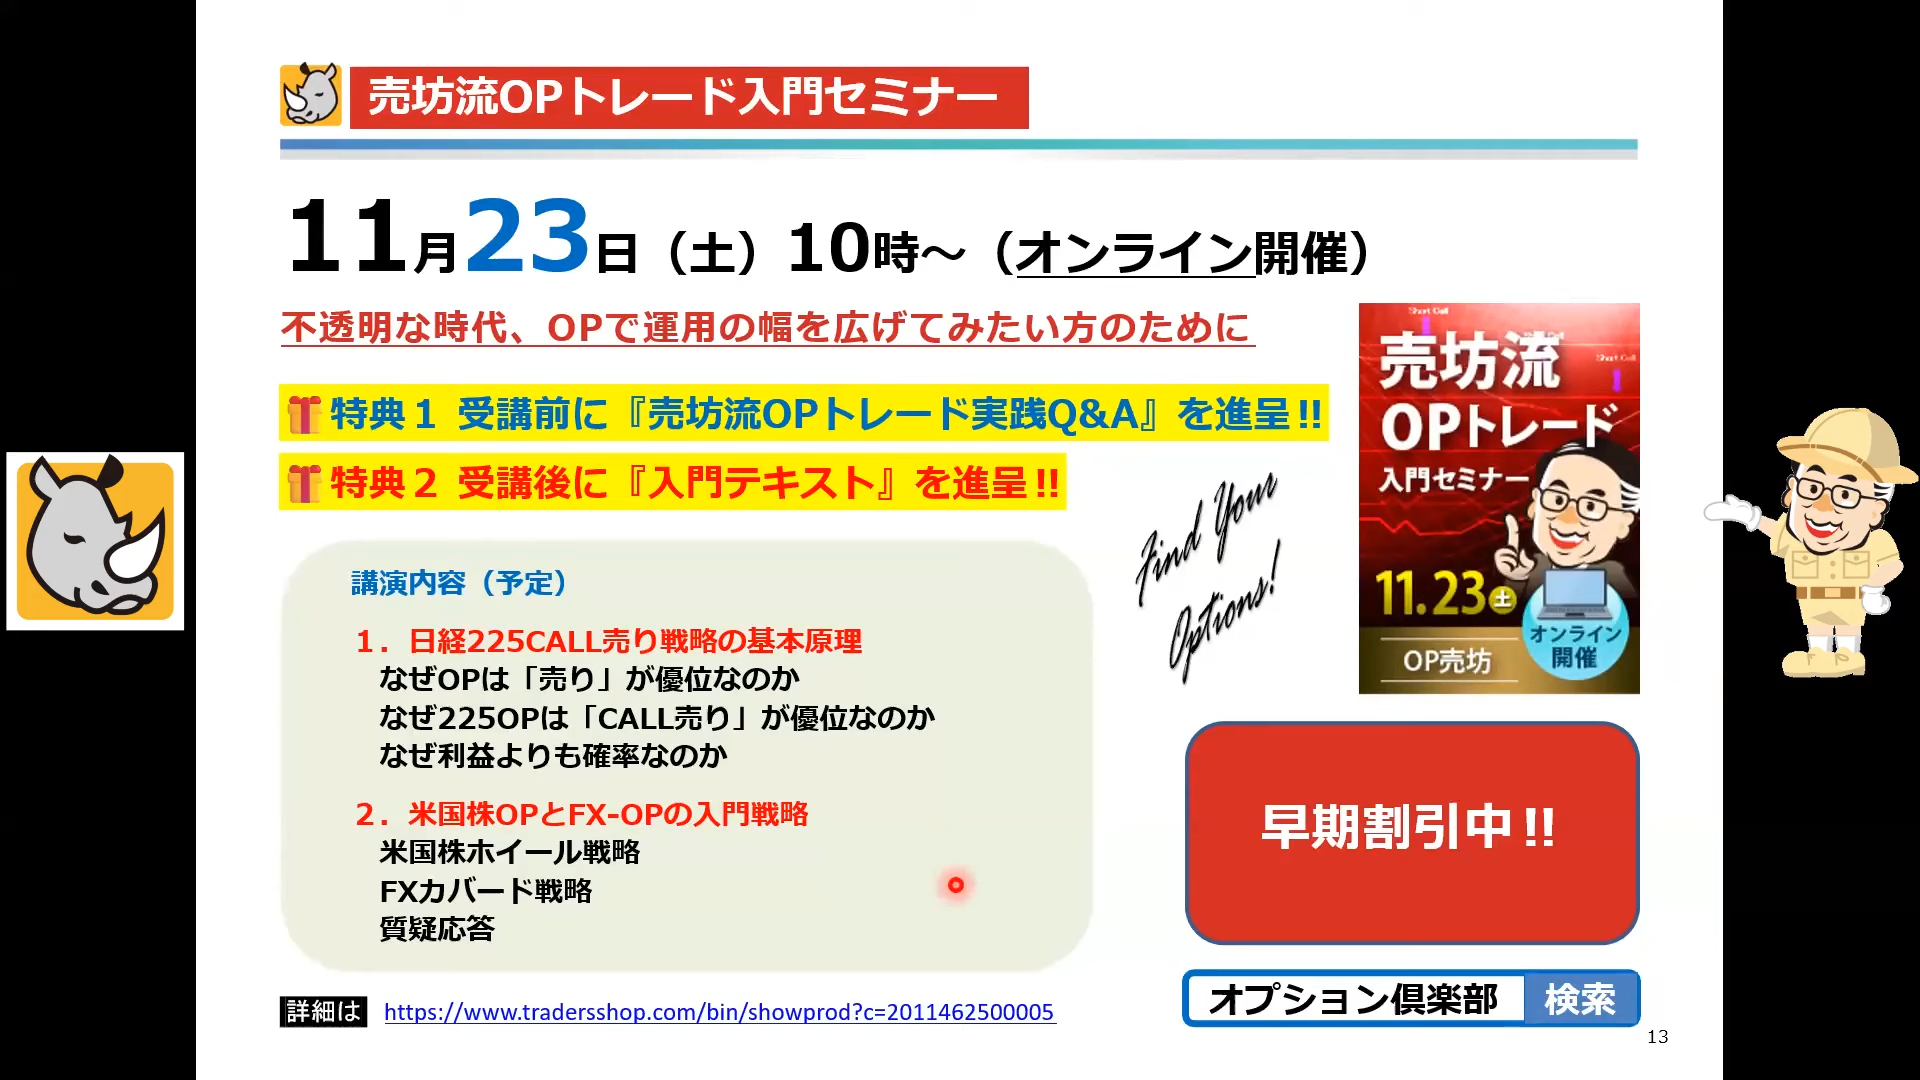 売坊流OPトレード入門セミナー
11月23日（土）10時～（オンライン開催）
不透明な時代、OPで運用の幅を広げてみたい方のために
特典１ 受講前に『売坊流OPトレード実践Q&A』を進呈!!
特典２ 受講後に『入門テキスト』を進呈!!
講演内容（予定）
１．日経225CALL売り戦略の基本原理
なぜOPは「売り」が優位なのか
なぜ225OPは「CALL売り」が優位なのか
なぜ利益よりも確率なのか
２．米国株OPとFX-OPの入門戦略
米国株ホイール戦略
FXカバード戦略
質疑応答
Find Your
Options!
Short Call
Short Call
売坊流
OPトレード
入門セミナー
11.23土
オンライン
開催
OP売坊
早期割引中!!
詳細は https://www.tradersshop.com/bin/showprod?c=2011462500005
オプション倶楽部 検索
13